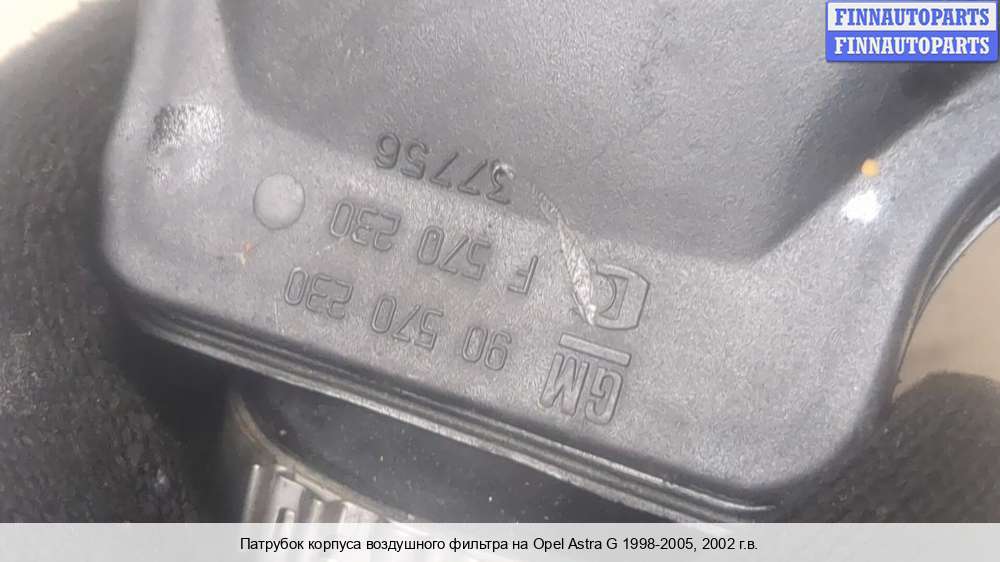 FINNAUTOPARTS
FINNAUTOPARTS
GM
90 570 230
F 570 230
37756
Патрубок корпуса воздушного фильтра на Opel Astra G 1998-2005, 2002 г.в.